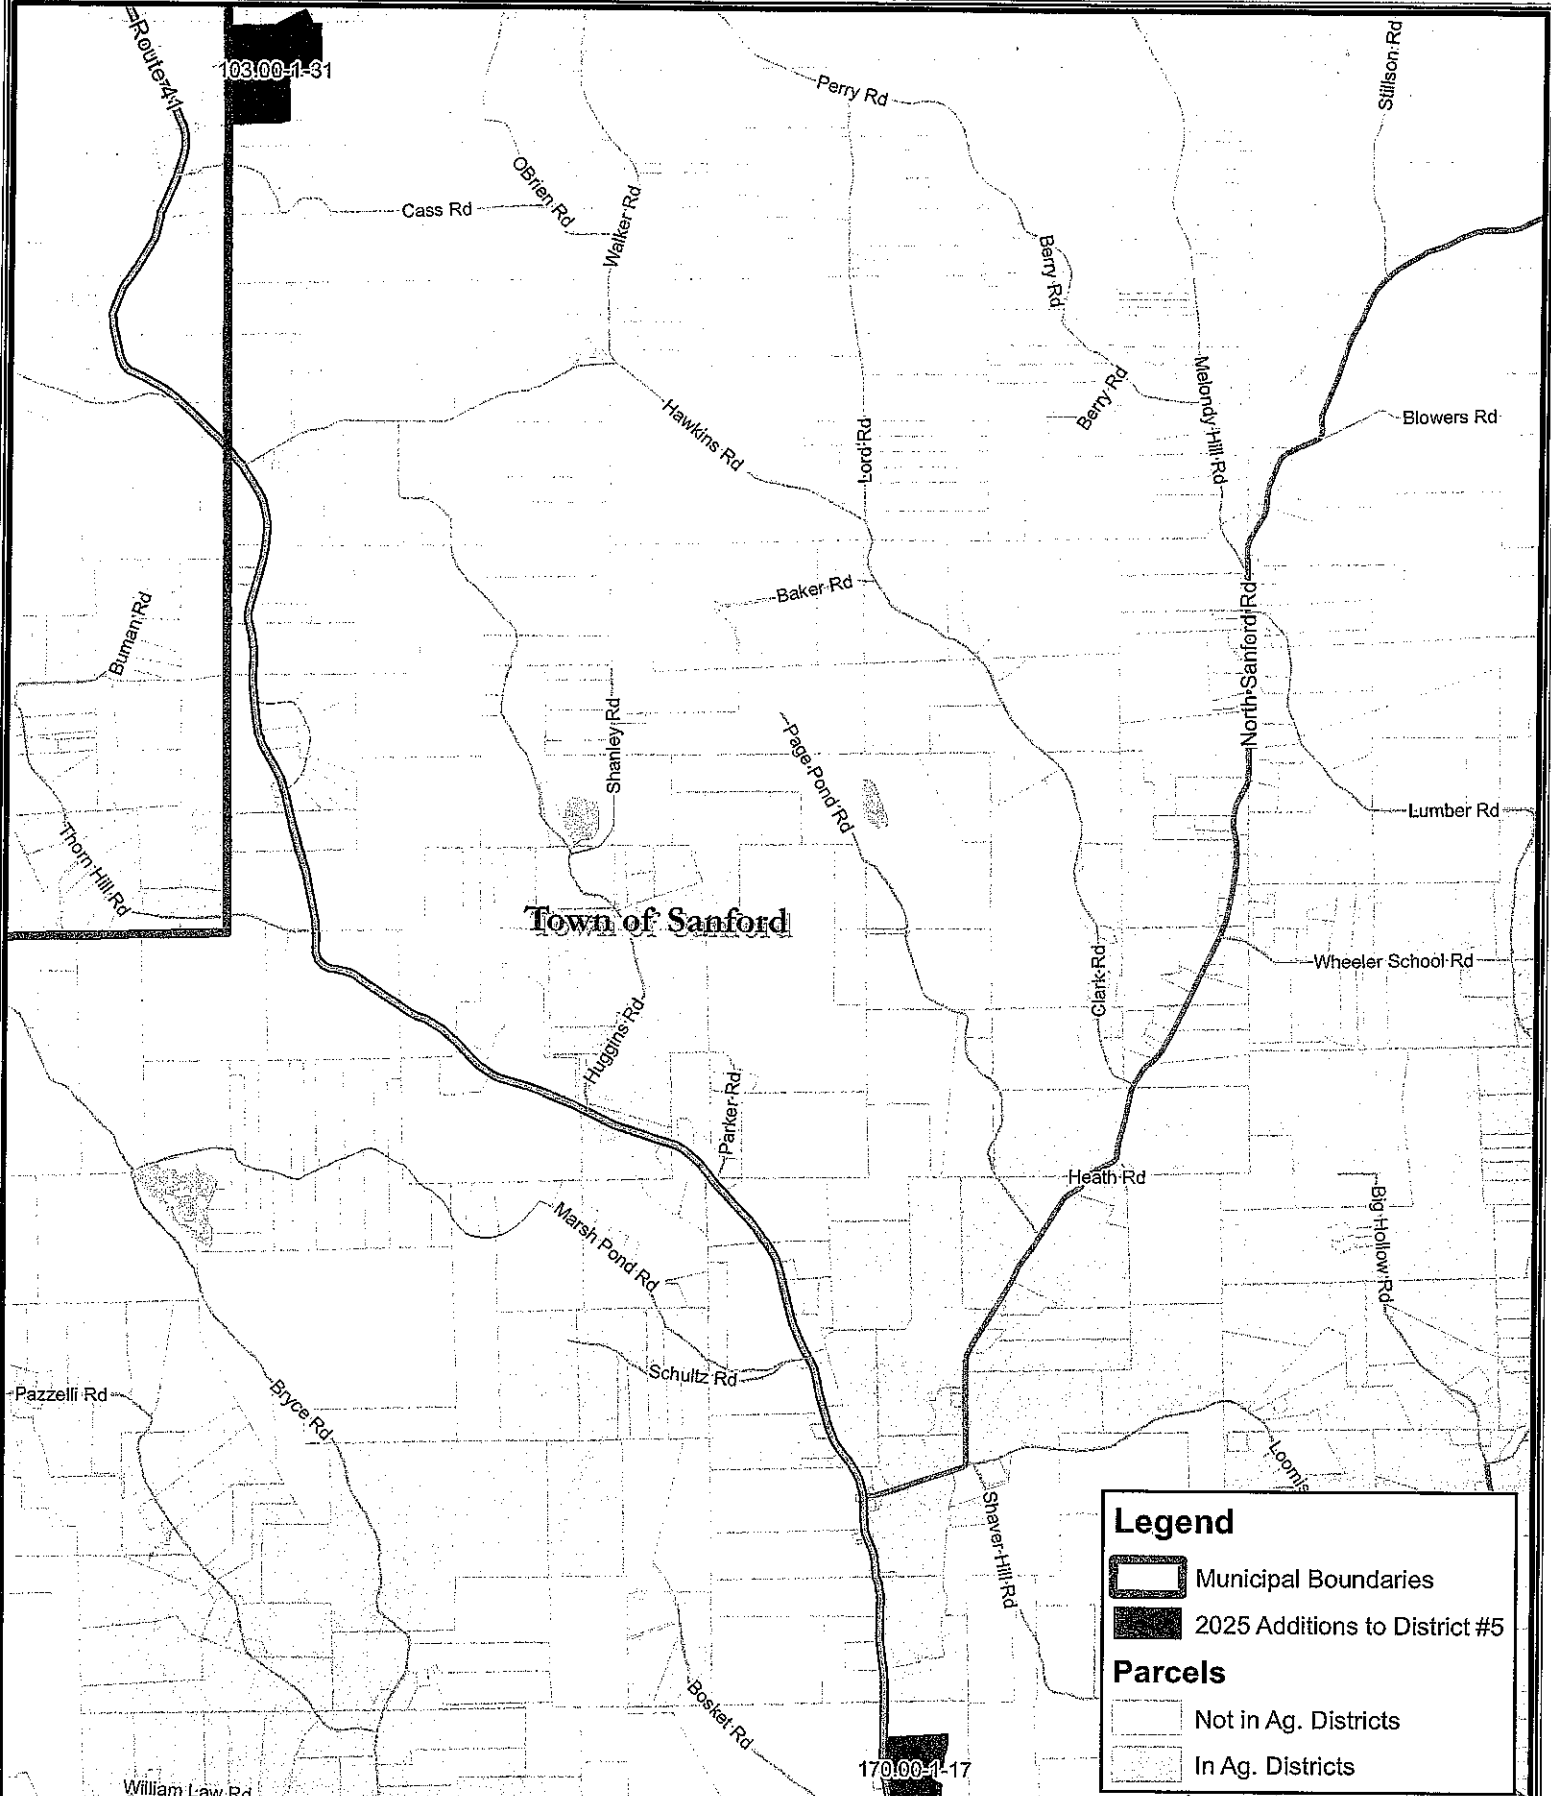 Route 41
103.00-1-31
Perry Rd
Stillson Rd
OBrien Rd
Cass Rd
Walker Rd
Berry Rd
Berry Rd
Melondy Hill Rd
Blowers Rd
Hawkins Rd
Lord Rd
Baker Rd
Buman Rd
North Sanford Rd
Shanley Rd
Page Pond Rd
Lumber Rd
Thorn Hill Rd
Town of Sanford
Wheeler School Rd
Clark Rd
Huggins Rd
Parker Rd
Heath Rd
Big Hollow Rd
Marsh Pond Rd
Schultz Rd
Pazzelli Rd
Bryce Rd
Loomis
Shaver Hill Rd
Legend
Municipal Boundaries
2025 Additions to District #5
Parcels
Not in Ag. Districts
In Ag. Districts
Bosket Rd
170.00-1-17
William Law Rd